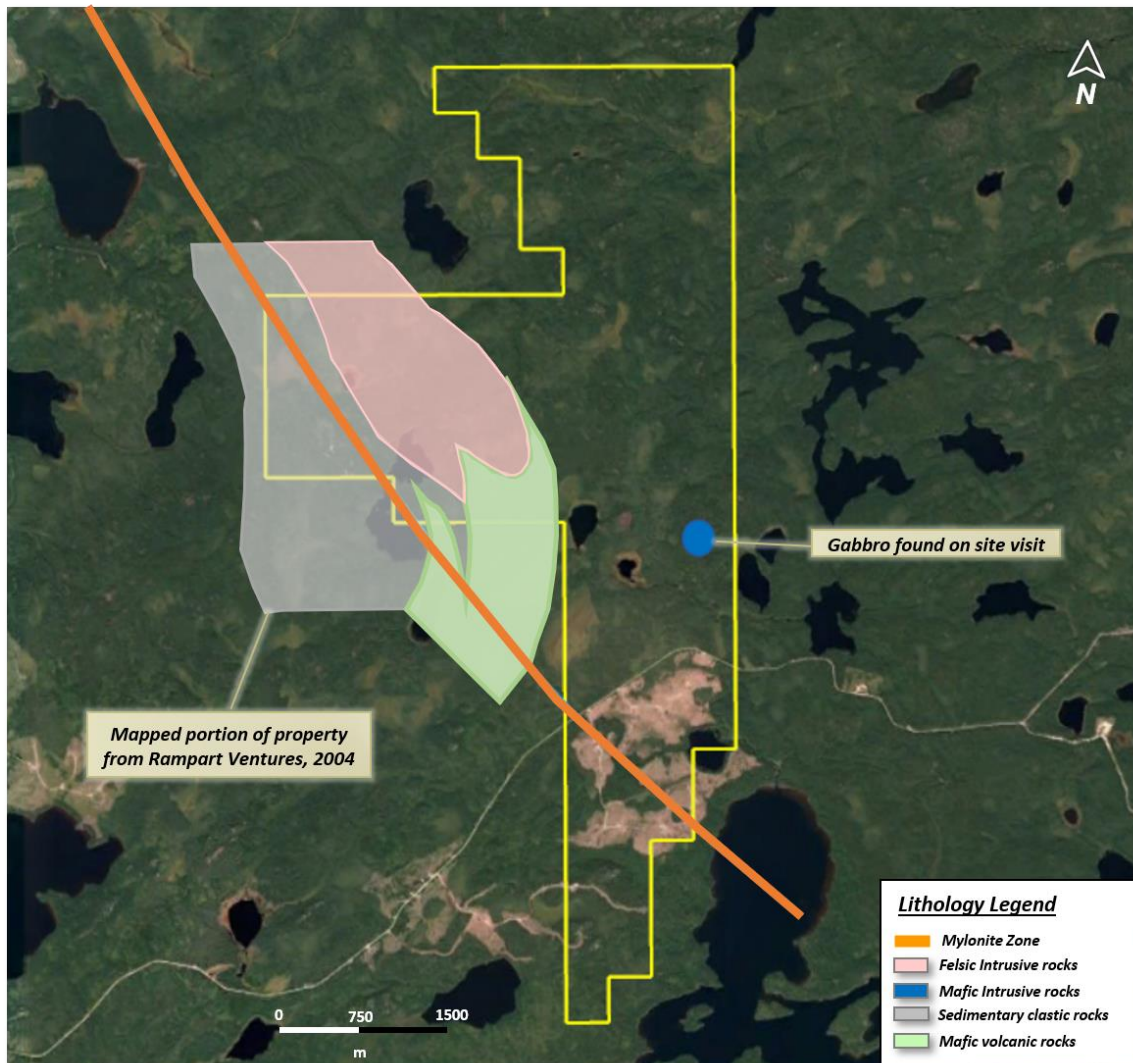 N
Gabbro found on site visit
Mapped portion of property
from Rampart Ventures, 2004
Lithology Legend
Mylonite Zone
Felsic Intrusive rocks
Mafic Intrusive rocks
Sedimentary clastic rocks
Mafic volcanic rocks
0 750 1500
m